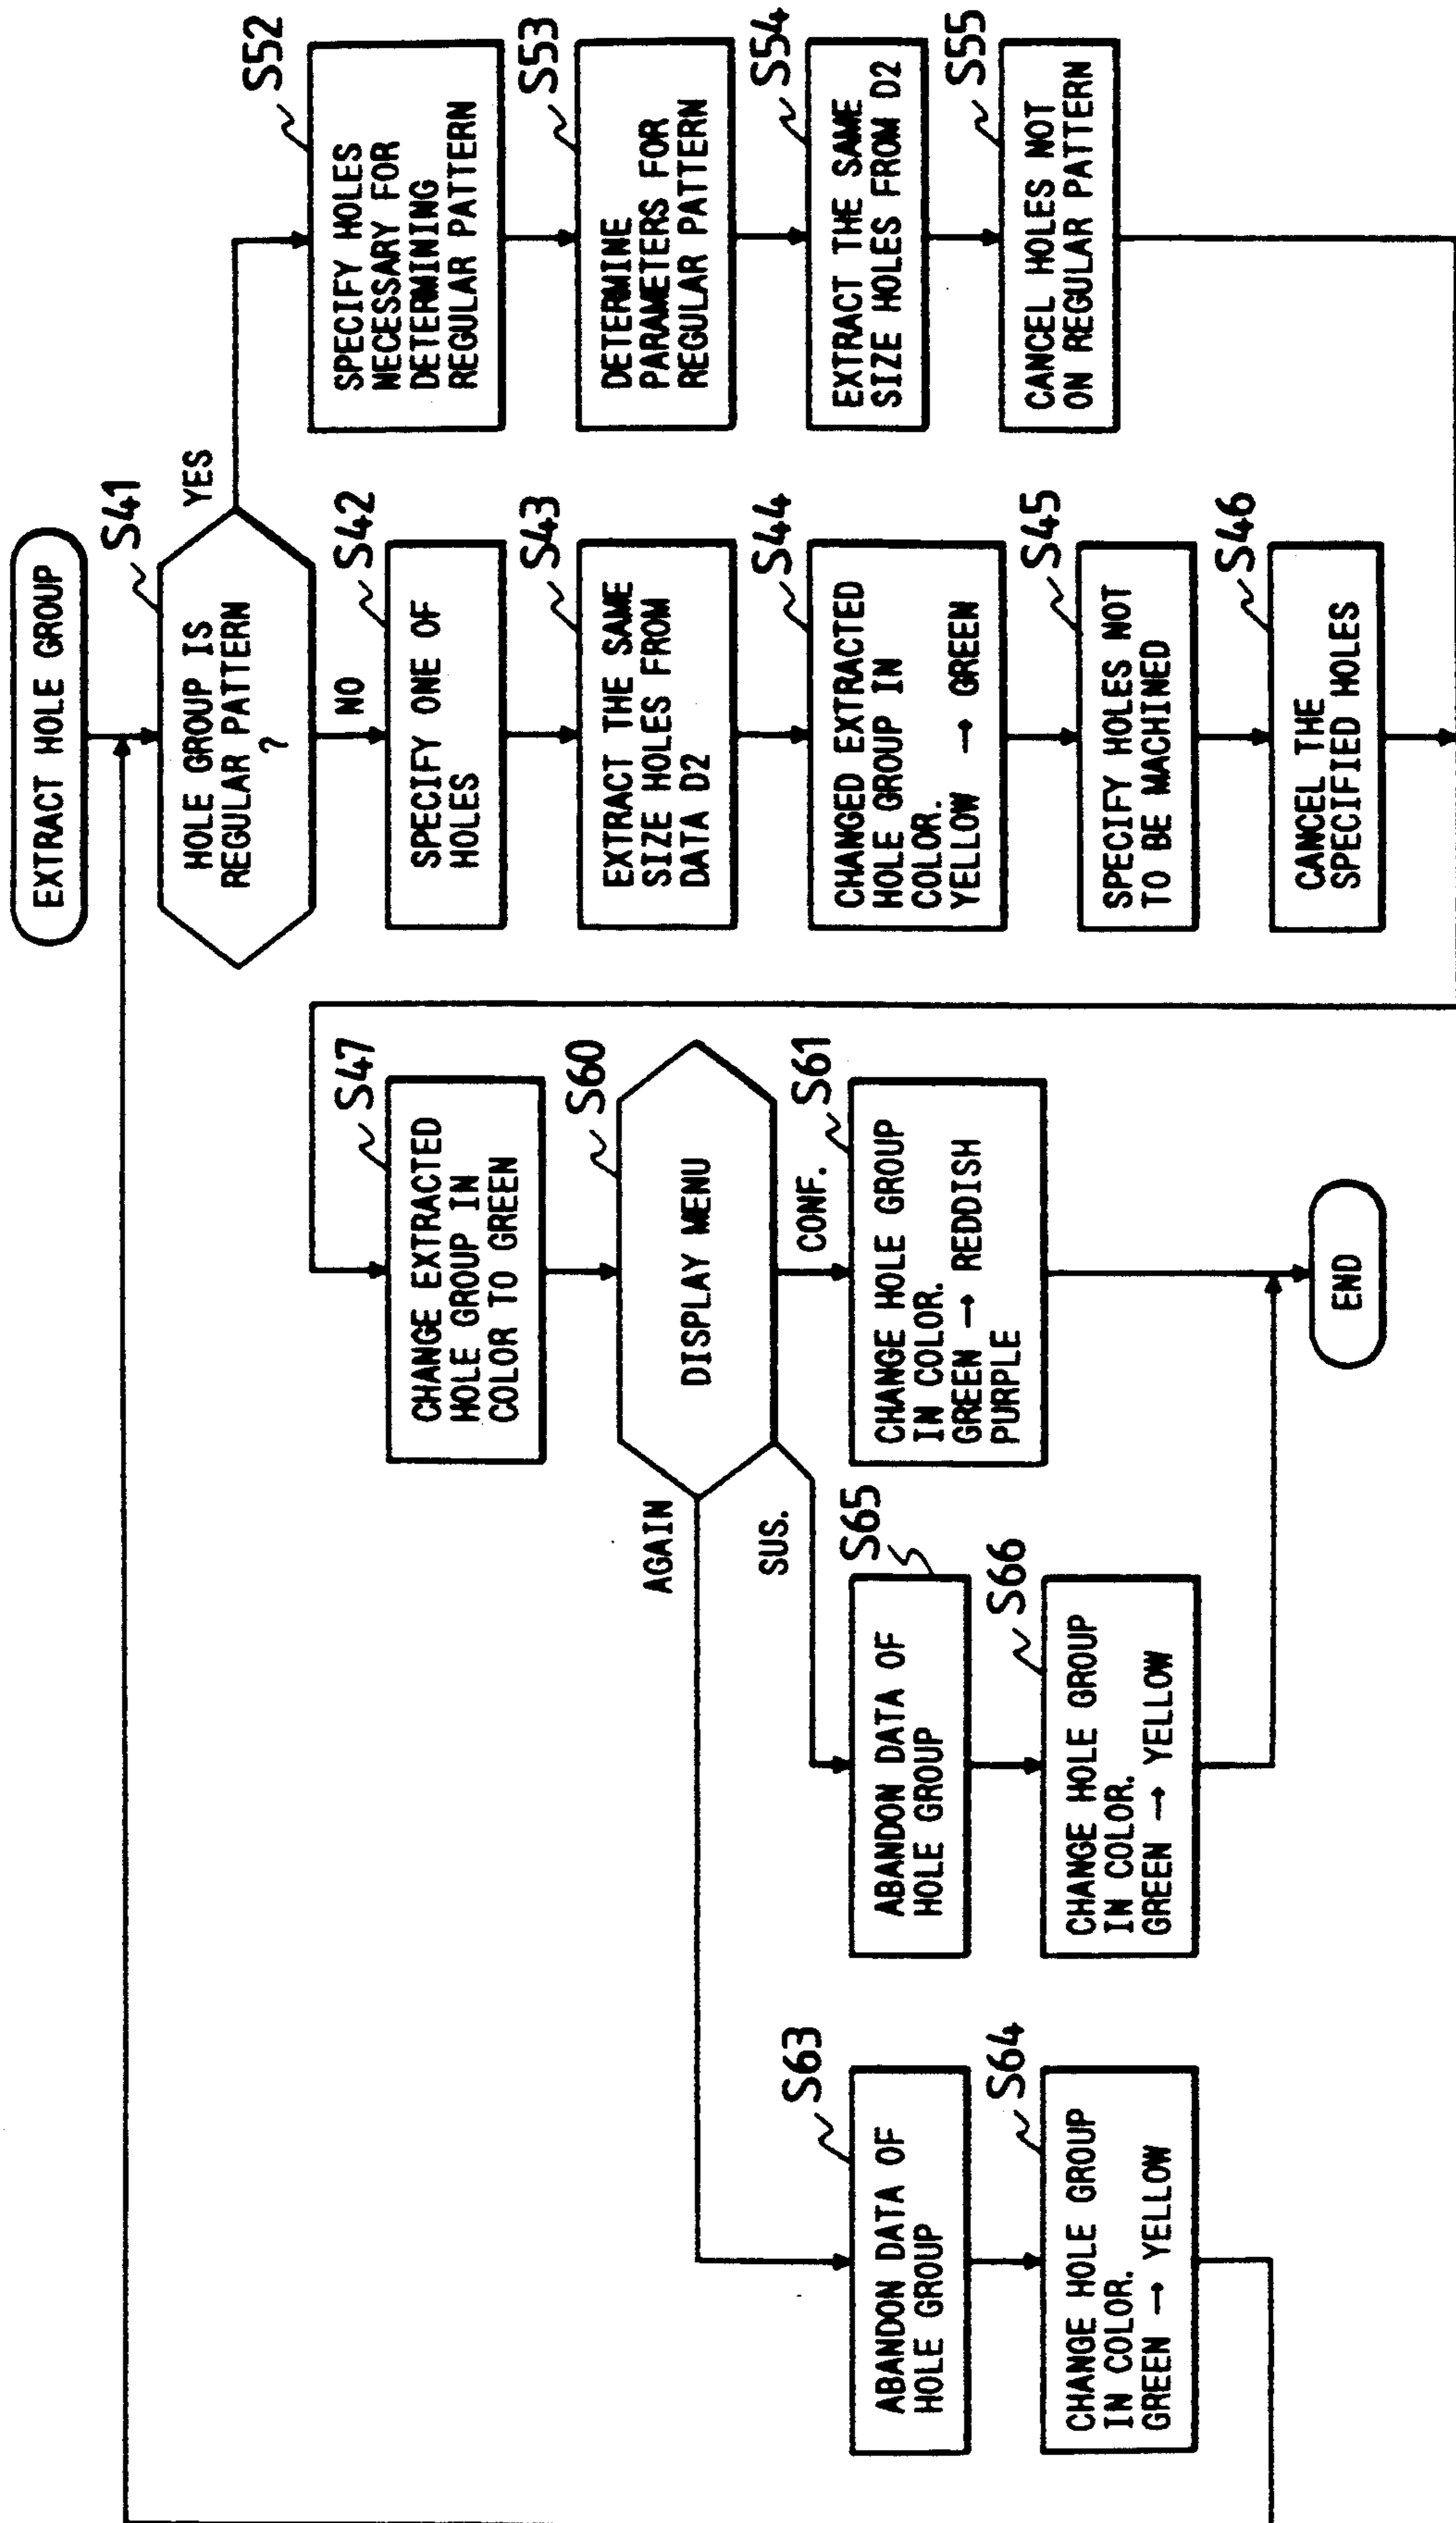 EXTRACT HOLE GROUP
S41
HOLE GROUP IS
REGULAR PATTERN
?
YES
NO
S42
SPECIFY ONE OF
HOLES
S43
EXTRACT THE SAME
SIZE HOLES FROM
DATA D2
S44
CHANGED EXTRACTED
HOLE GROUP IN
COLOR.
YELLOW → GREEN
S45
SPECIFY HOLES NOT
TO BE MACHINED
S46
CANCEL THE
SPECIFIED HOLES
S52
SPECIFY HOLES
NECESSARY FOR
DETERMINING
REGULAR PATTERN
S53
DETERMINE
PARAMETERS FOR
REGULAR PATTERN
S54
EXTRACT THE SAME
SIZE HOLES FROM D2
S55
CANCEL HOLES NOT
ON REGULAR PATTERN
S47
CHANGE EXTRACTED
HOLE GROUP IN
COLOR TO GREEN
S60
DISPLAY MENU
AGAIN
SUS.
CONF.
S61
CHANGE HOLE GROUP
IN COLOR.
GREEN → REDDISH
PURPLE
S65
ABANDON DATA OF
HOLE GROUP
S66
CHANGE HOLE GROUP
IN COLOR.
GREEN → YELLOW
S63
ABANDON DATA OF
HOLE GROUP
S64
CHANGE HOLE GROUP
IN COLOR.
GREEN → YELLOW
END